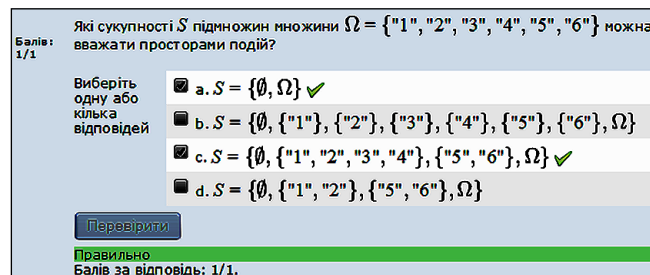 Які сукупності S підмножин множини Ω = {"1", "2", "3", "4", "5", "6"} можна
Балів: вважати просторами подій?
1/1
Виберіть одну або кілька відповідей
a. S = {∅, Ω}
b. S = {∅, {"1"}, {"2"}, {"3"}, {"4"}, {"5"}, {"6"}, Ω}
c. S = {∅, {"1", "2", "3", "4"}, {"5", "6"}, Ω}
d. S = {∅, {"1", "2"}, {"5", "6"}, Ω}
Перевірити
Правильно
Балів за відповідь: 1/1.